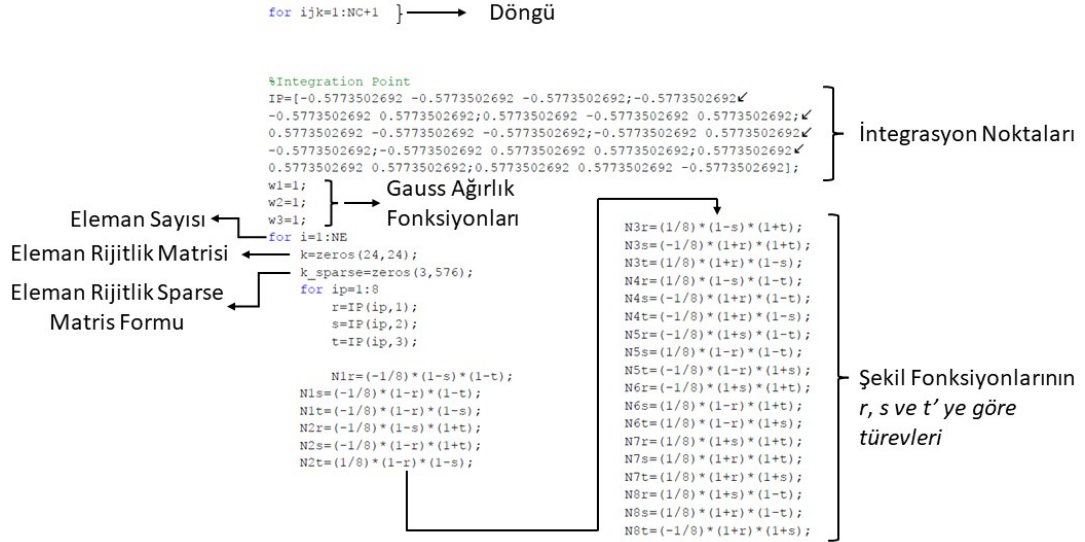 for ijk=1:NC+1
Döngü
%Integration Point
IP=[-0.5773502692 -0.5773502692 -0.5773502692;-0.5773502692↙
-0.5773502692 0.5773502692;0.5773502692 -0.5773502692 0.5773502692;↙
0.5773502692 -0.5773502692 -0.5773502692;-0.5773502692 0.5773502692↙
-0.5773502692;-0.5773502692 0.5773502692 0.5773502692;0.5773502692↙
0.5773502692 0.5773502692;0.5773502692 0.5773502692 -0.5773502692];
İntegrasyon Noktaları
w1=1;
w2=1;
w3=1;
Gauss Ağırlık
Fonksiyonları
Eleman Sayısı
for i=1:NE
Eleman Rijitlik Matrisi
k=zeros(24,24);
k_sparse=zeros(3,576);
Eleman Rijitlik Sparse
Matris Formu
for ip=1:8
r=IP(ip,1);
s=IP(ip,2);
t=IP(ip,3);
N1r=(-1/8)*(1-s)*(1-t);
N1s=(-1/8)*(1-r)*(1-t);
N1t=(-1/8)*(1-r)*(1-s);
N2r=(-1/8)*(1-s)*(1+t);
N2s=(-1/8)*(1-r)*(1+t);
N2t=(1/8)*(1-r)*(1-s);
N3r=(1/8)*(1-s)*(1+t);
N3s=(-1/8)*(1+r)*(1+t);
N3t=(1/8)*(1+r)*(1-s);
N4r=(1/8)*(1-s)*(1-t);
N4s=(-1/8)*(1+r)*(1-t);
N4t=(-1/8)*(1+r)*(1-s);
N5r=(-1/8)*(1+s)*(1-t);
N5s=(1/8)*(1-r)*(1-t);
N5t=(-1/8)*(1-r)*(1+s);
N6r=(-1/8)*(1+s)*(1+t);
N6s=(1/8)*(1-r)*(1+t);
N6t=(1/8)*(1-r)*(1+s);
N7r=(1/8)*(1+s)*(1+t);
N7s=(1/8)*(1+r)*(1+t);
N7t=(1/8)*(1+r)*(1+s);
N8r=(1/8)*(1+s)*(1-t);
N8s=(1/8)*(1+r)*(1-t);
N8t=(-1/8)*(1+r)*(1+s);
Şekil Fonksiyonlarının
r, s ve t' ye göre
türevleri